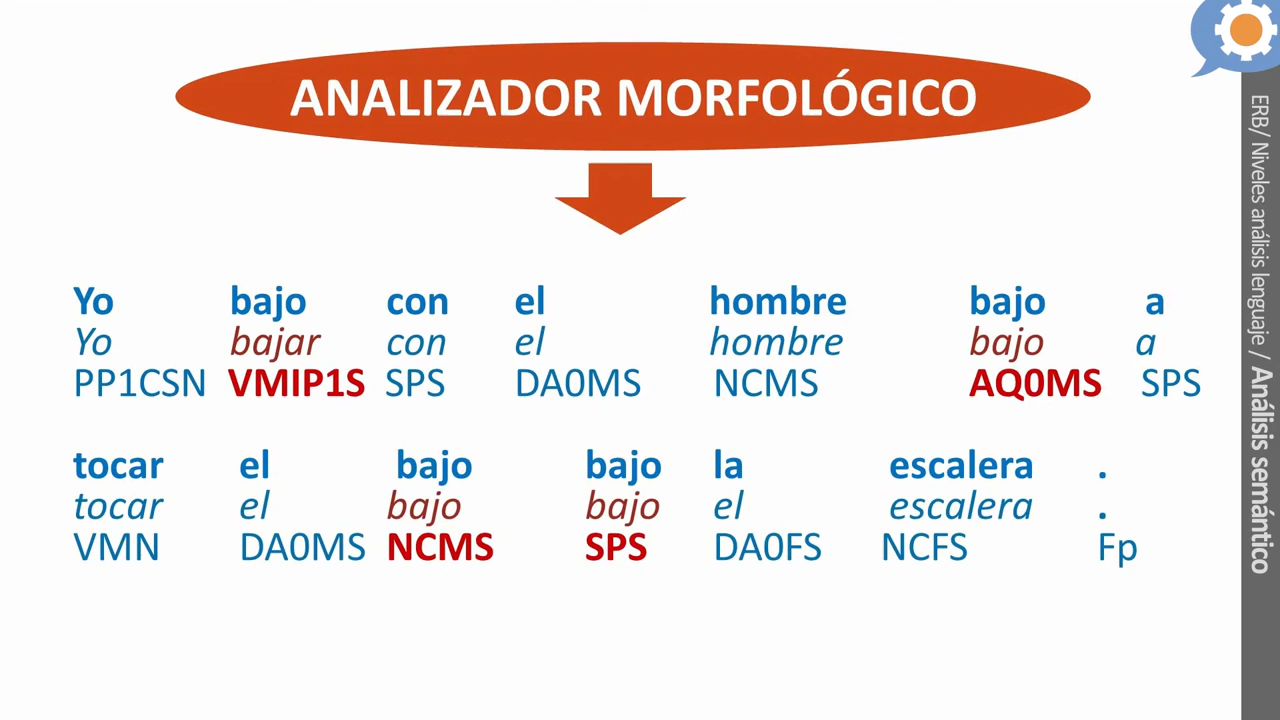 ANALIZADOR MORFOLÓGICO
Yo bajo con el hombre bajo a
Yo bajar con el hombre bajo a
PP1CSN VMIP1S SPS DA0MS NCMS AQ0MS SPS
tocar el bajo bajo la escalera .
tocar el bajo bajo el escalera .
VMN DA0MS NCMS SPS DA0FS NCFS Fp
ERB/ Niveles análisis lenguaje / Análisis semántico